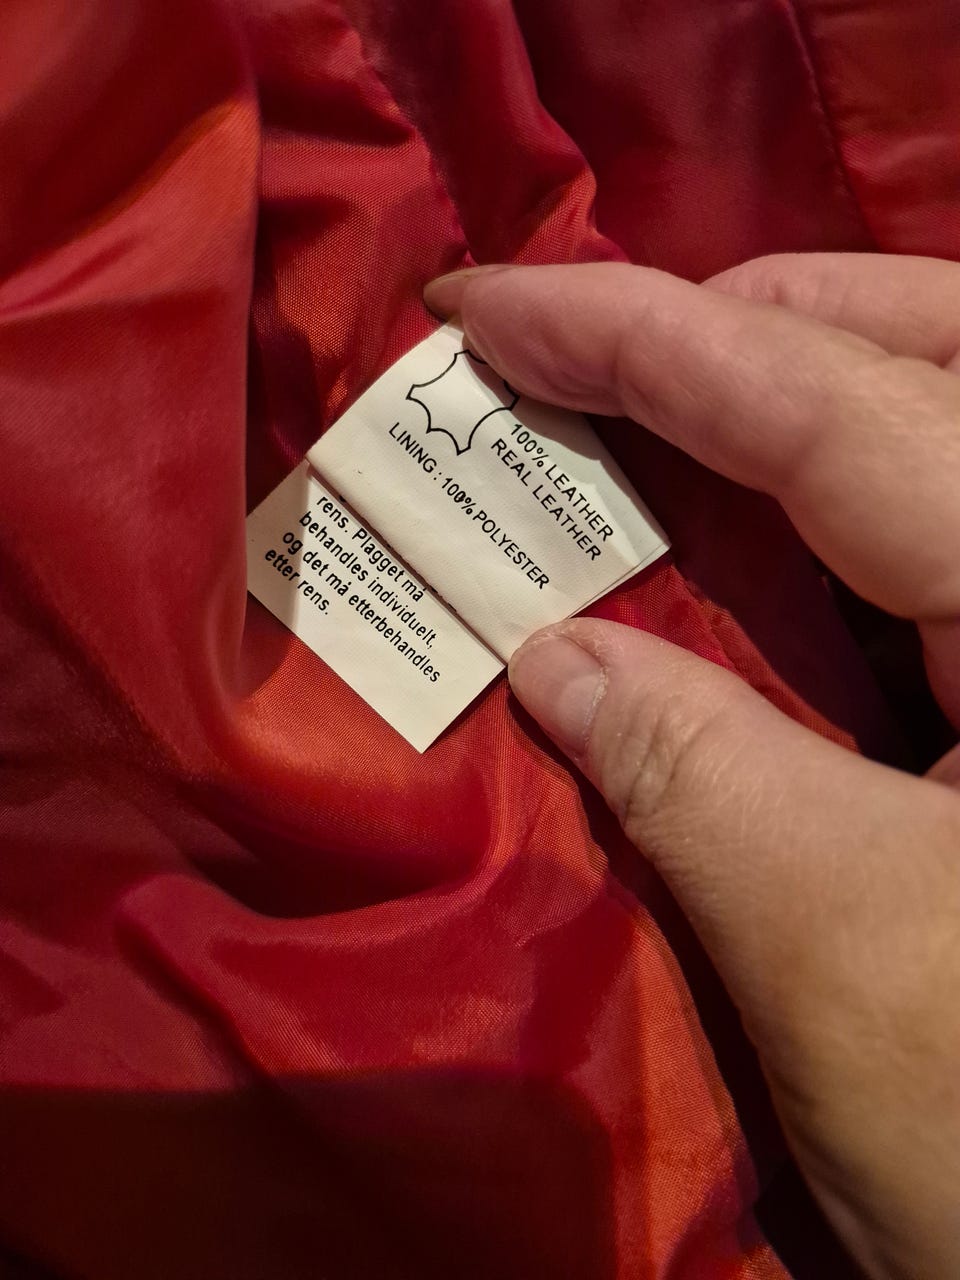 100% LEATHER
REAL LEATHER
LINING : 100% POLYESTER
rens. Plagget må
behandles individuelt,
og det må etterbehandles
etter rens.